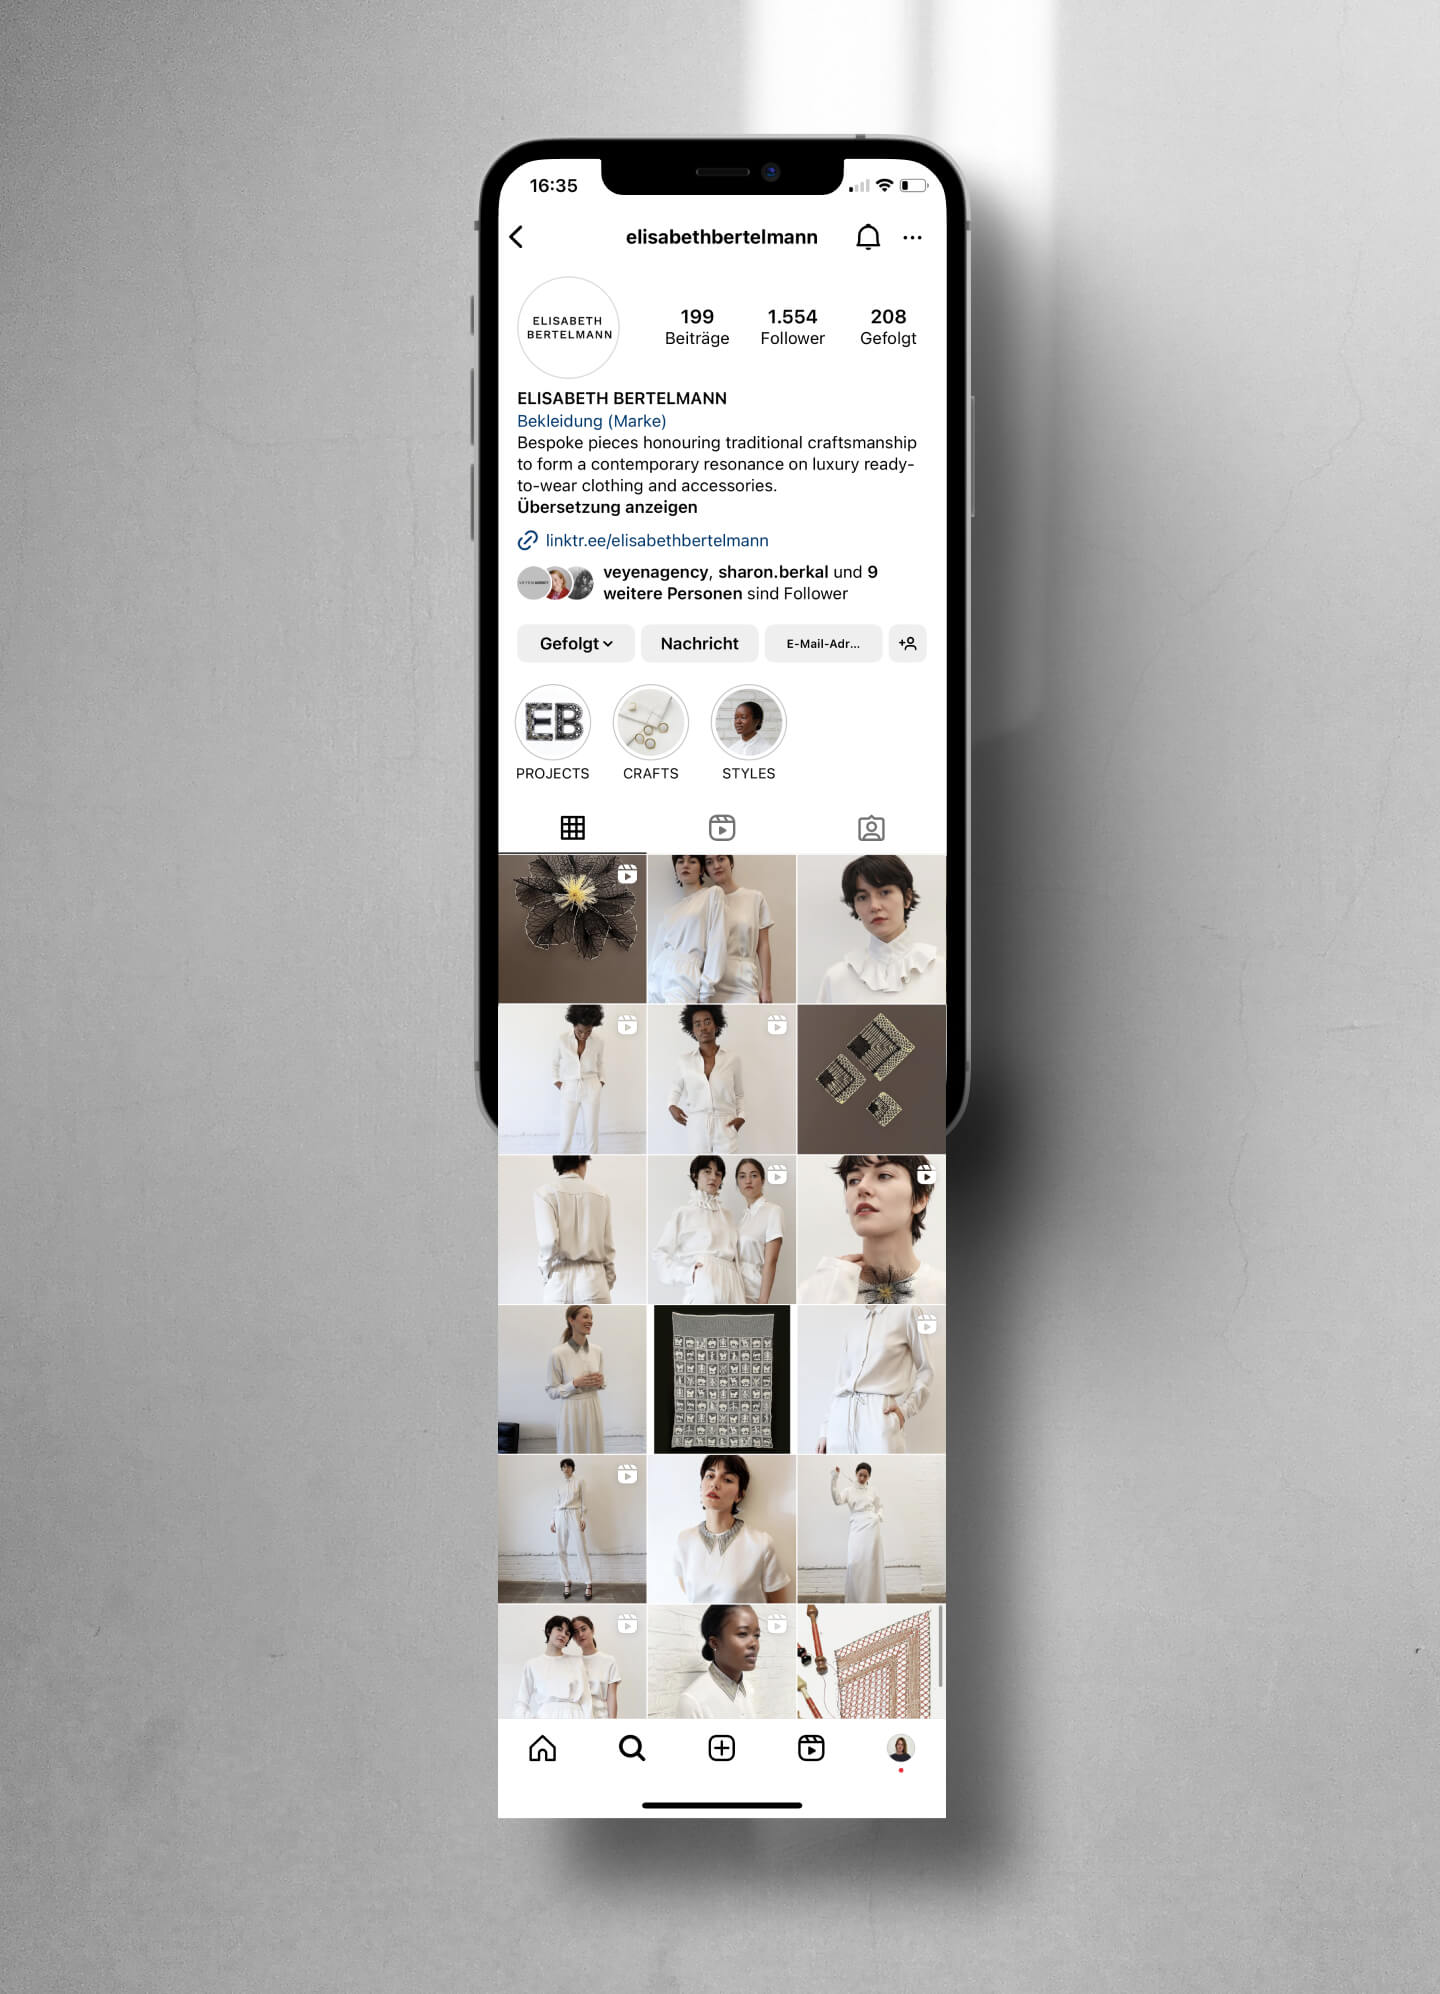 16:35
elisabethbertelmann
ELISABETH
BERTELMANN
199
Beiträge
1.554
Follower
208
Gefolgt
ELISABETH BERTELMANN
Bekleidung (Marke)
Bespoke pieces honouring traditional craftsmanship
to form a contemporary resonance on luxury ready-
to-wear clothing and accessories.
Übersetzung anzeigen
linktr.ee/elisabethbertelmann
VEYENAGENCY
veyenagency, sharon.berkal und 9
weitere Personen sind Follower
Gefolgt
Nachricht
E-Mail-Adr...
EB
PROJECTS
CRAFTS
STYLES